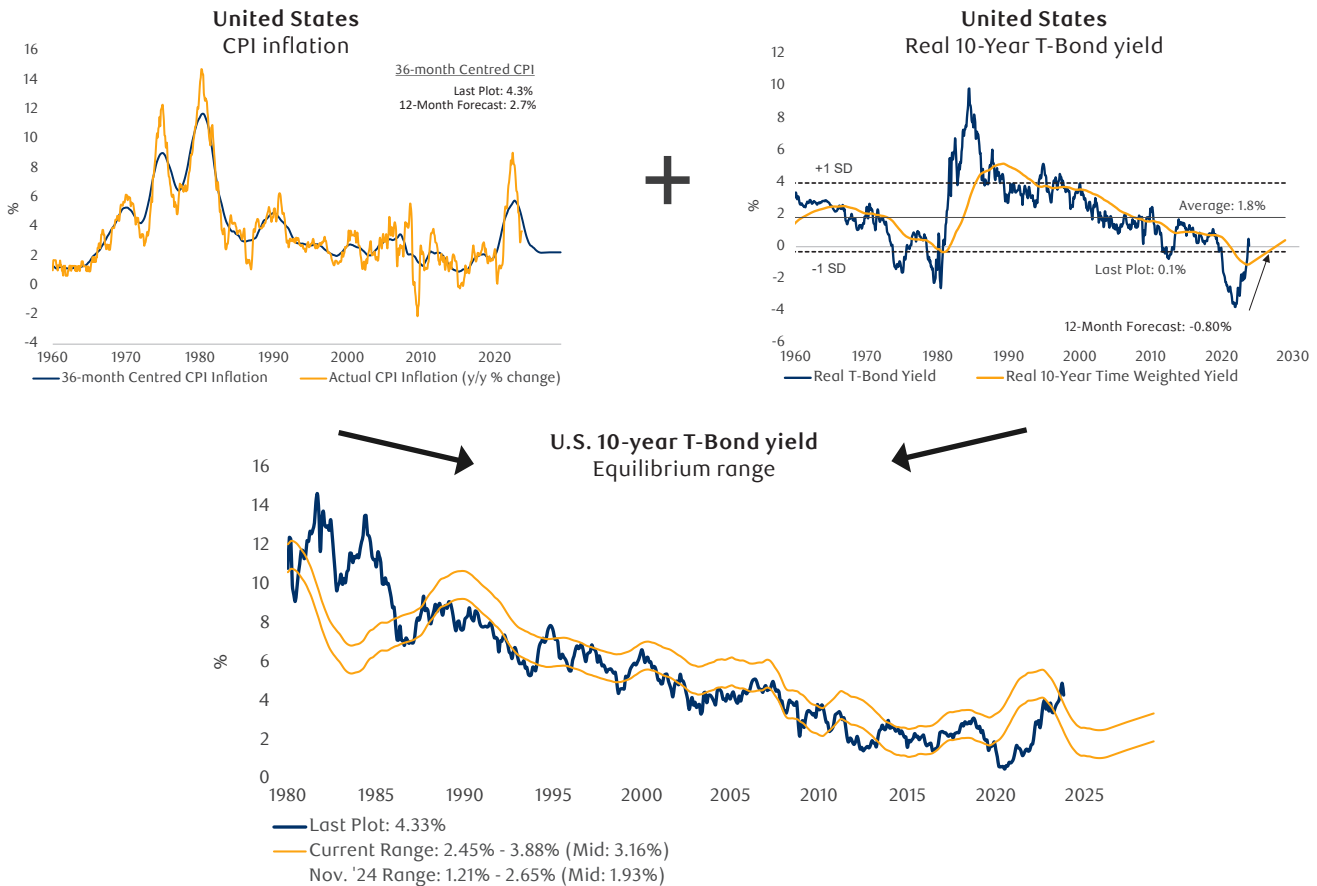 United States
CPI inflation
16
14
12
10
8
6
4
2
0
-2
-4
%
36-month Centred CPI
Last Plot: 4.3%
12-Month Forecast: 2.7%
1960
1970
1980
1990
2000
2010
2020
36-month Centred CPI Inflation
Actual CPI Inflation (y/y % change)
+
United States
Real 10-Year T-Bond yield
12
10
8
6
4
2
0
-2
-4
-6
%
+1 SD
Average: 1.8%
-1 SD
Last Plot: 0.1%
12-Month Forecast: -0.80%
1960
1970
1980
1990
2000
2010
2020
2030
Real T-Bond Yield
Real 10-Year Time Weighted Yield
U.S. 10-year T-Bond yield
Equilibrium range
16
14
12
10
8
6
4
2
0
%
1980
1985
1990
1995
2000
2005
2010
2015
2020
2025
Last Plot: 4.33%
Current Range: 2.45% - 3.88% (Mid: 3.16%)
Nov. '24 Range: 1.21% - 2.65% (Mid: 1.93%)